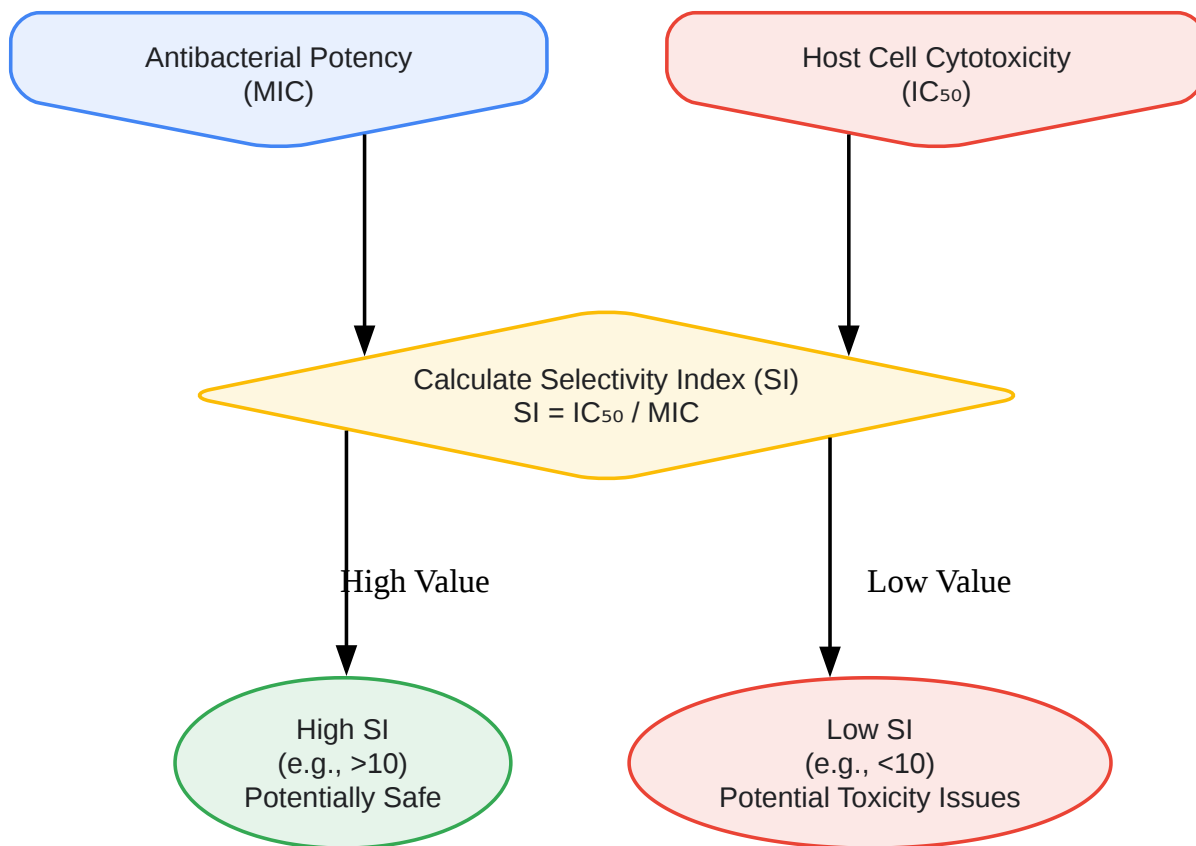 Antibacterial Potency
(MIC)
Host Cell Cytotoxicity
(IC₅₀)
Calculate Selectivity Index (SI)
SI = IC₅₀ / MIC
High Value
Low Value
High SI
(e.g., >10)
Potentially Safe
Low SI
(e.g., <10)
Potential Toxicity Issues